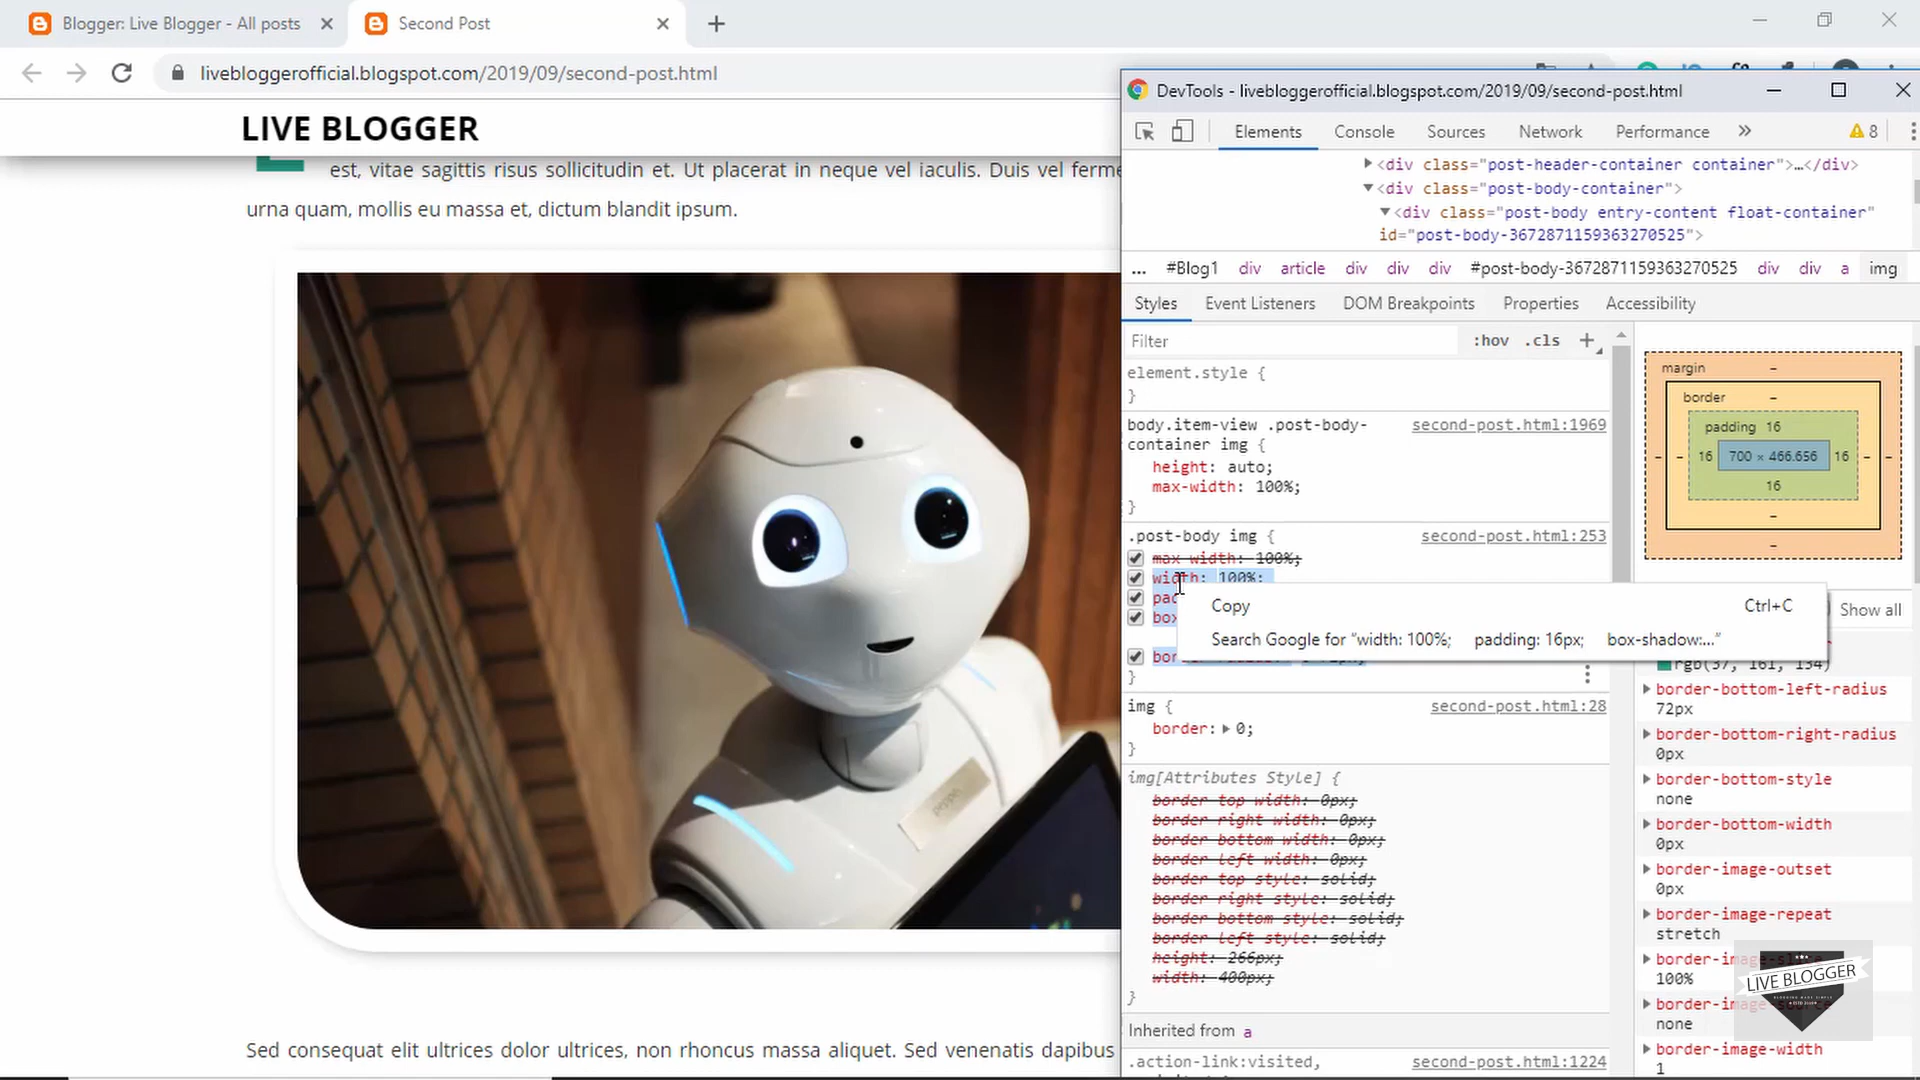 Blogger: Live Blogger - All posts
Second Post
livebloggerofficial.blogspot.com/2019/09/second-post.html
LIVE BLOGGER
est, vitae sagittis risus sollicitudin et. Ut placerat in neque vel iaculis. Duis vel ferme
urna quam, mollis eu massa et, dictum blandit ipsum.
Sed consequat elit ultrices dolor ultrices, non rhoncus massa aliquet. Sed venenatis dapibus
DevTools - livebloggerofficial.blogspot.com/2019/09/second-post.html
Elements Console Sources Network Performance » 8
<div class="post-header-container container">…</div>
<div class="post-body-container">
<div class="post-body entry-content float-container"
id="post-body-3672871159363270525">
... #Blog1 div article div div div #post-body-3672871159363270525 div div a img
Styles Event Listeners DOM Breakpoints Properties Accessibility
Filter :hov .cls +
element.style {
}
body.item-view .post-body- second-post.html:1969
container img {
height: auto;
max-width: 100%;
}
.post-body img { second-post.html:253
max-width: 100%;
width: 100%;
pad
box
bor
}
Copy Ctrl+C
Search Google for "width: 100%; padding: 16px; box-shadow:..."
img { second-post.html:28
border: 0;
}
img[Attributes Style] {
border-top-width: 0px;
border-right-width: 0px;
border-bottom-width: 0px;
border-left-width: 0px;
border-top-style: solid;
border-right-style: solid;
border-bottom-style: solid;
border-left-style: solid;
height: 266px;
width: 400px;
}
Inherited from a
.action-link:visited, second-post.html:1224
margin –
border –
padding 16
– – 16 700 × 466.656 16 – –
16
–
–
Show all
rgb(37, 161, 134)
border-bottom-left-radius
72px
border-bottom-right-radius
0px
border-bottom-style
none
border-bottom-width
0px
border-image-outset
0px
border-image-repeat
stretch
border-image-slice
100%
border-image-source
none
border-image-width
1
LIVE BLOGGER